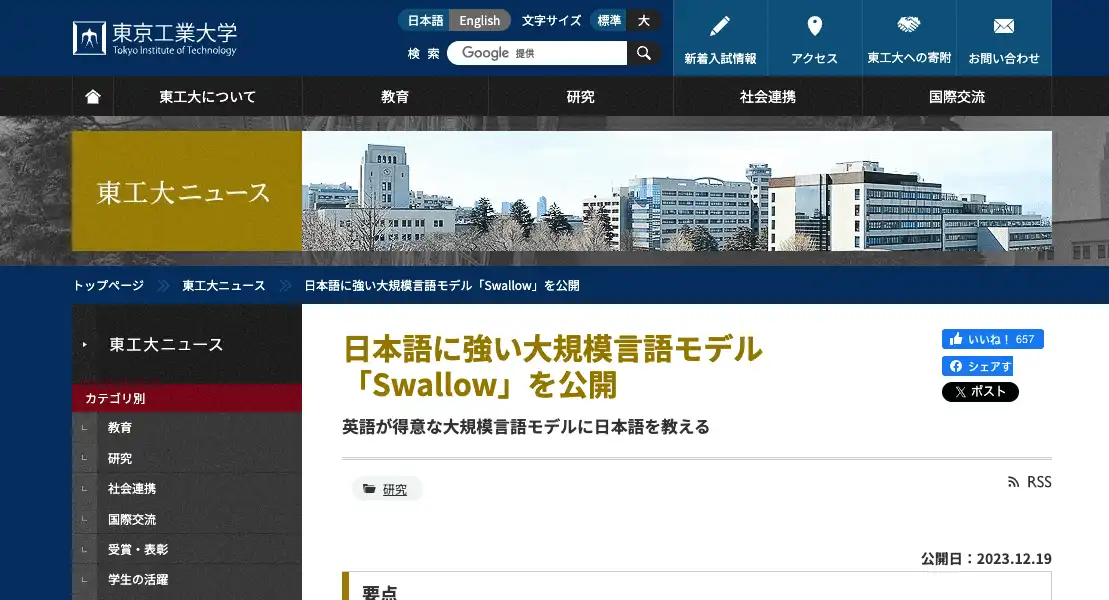 東京工業大学
Tokyo Institute of Technology
日本語 English 文字サイズ 標準 大
検 索 Google 提供
新着入試情報 アクセス 東工大への寄附 お問い合わせ
東工大について 教育 研究 社会連携 国際交流
東工大ニュース
トップページ 東工大ニュース 日本語に強い大規模言語モデル「Swallow」を公開
東工大ニュース
カテゴリ別
教育
研究
社会連携
国際交流
受賞・表彰
学生の活躍
日本語に強い大規模言語モデル
「Swallow」を公開
英語が得意な大規模言語モデルに日本語を教える
いいね！ 657
シェアす
X ポスト
研究
RSS
公開日：2023.12.19
要点